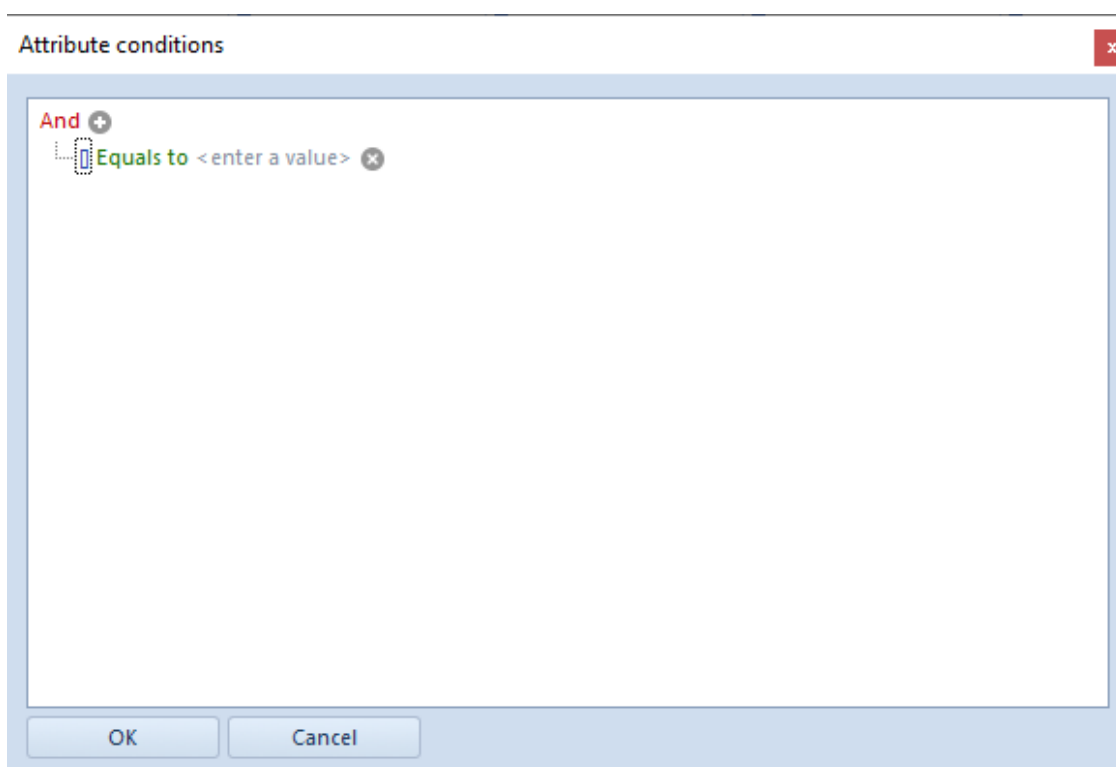 Attribute conditions
x
And
[] Equals to <enter a value>
OK
Cancel